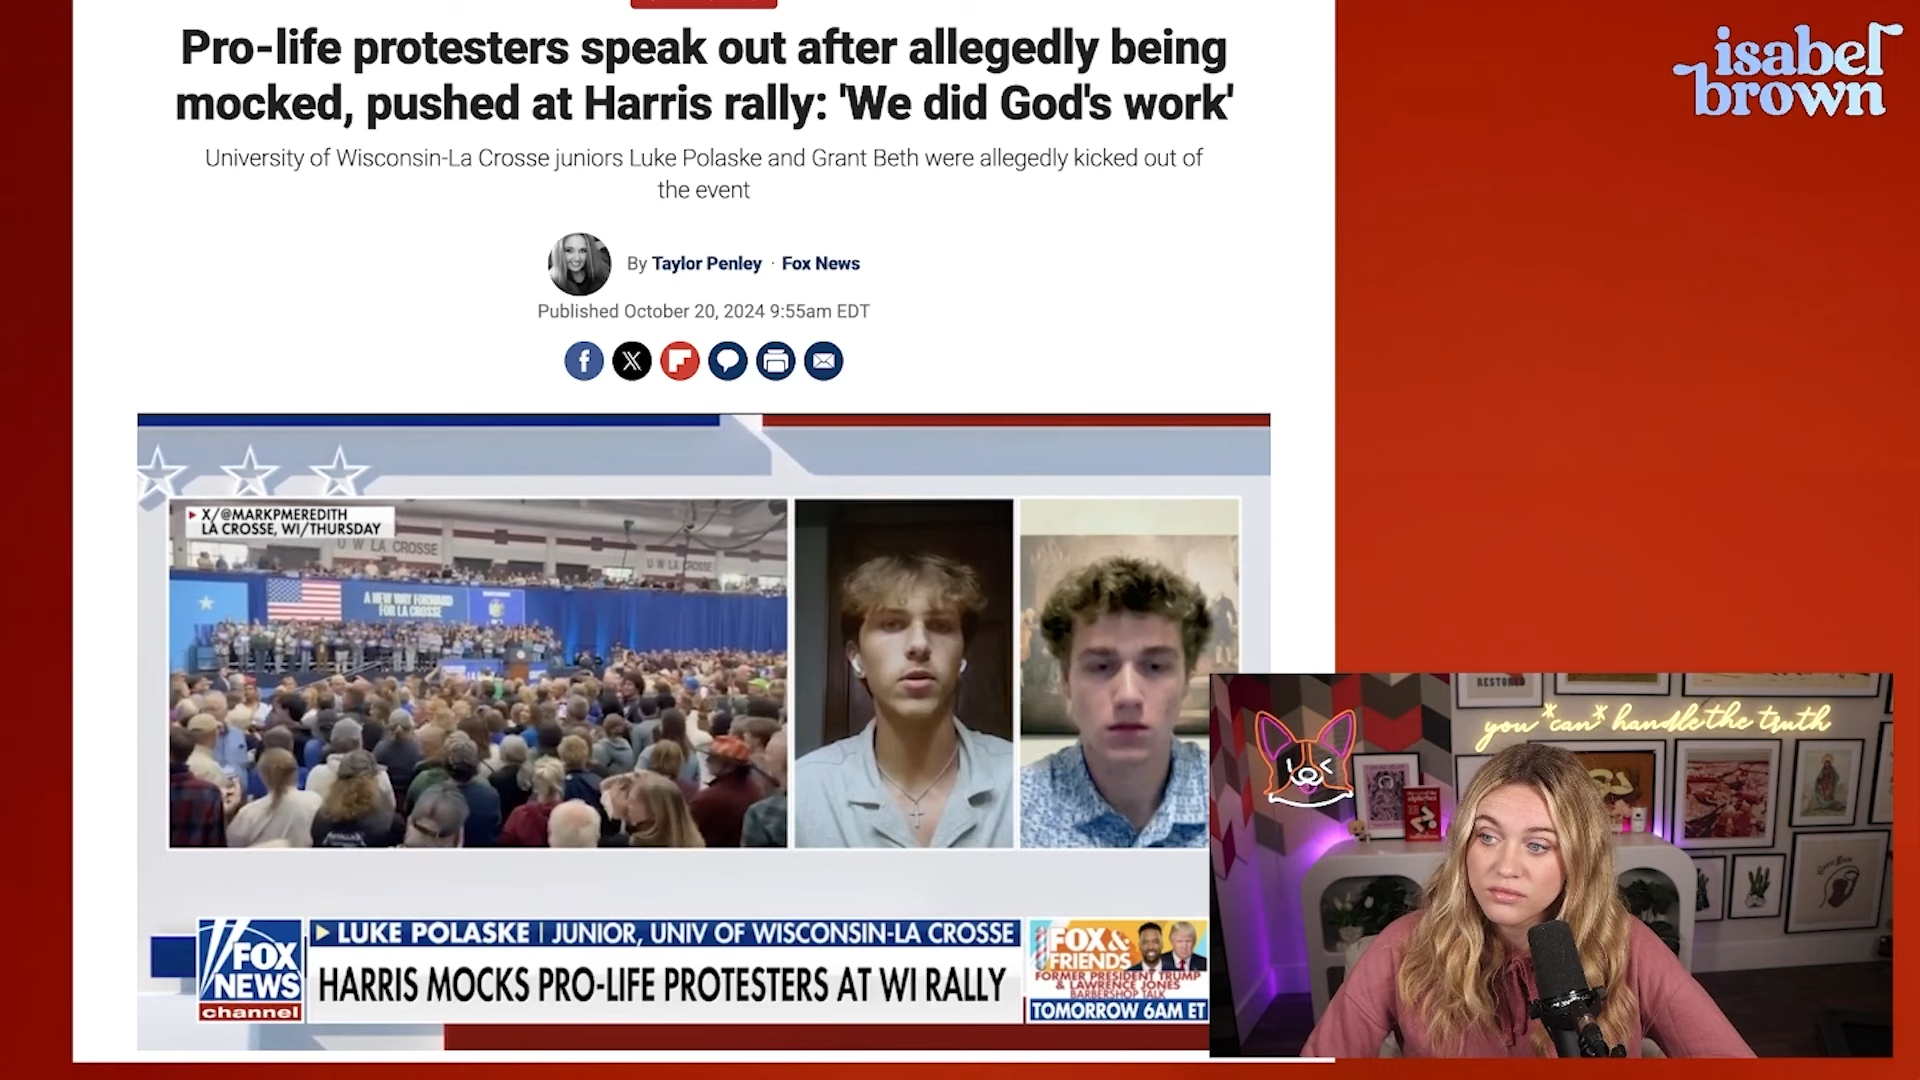 isabel
brown
Pro-life protesters speak out after allegedly being
mocked, pushed at Harris rally: 'We did God's work'
University of Wisconsin-La Crosse juniors Luke Polaske and Grant Beth were allegedly kicked out of
the event
By Taylor Penley · Fox News
Published October 20, 2024 9:55am EDT
X/@MARKPMEREDITH
LA CROSSE, WI/THURSDAY
U W LA CROSSE
U W LA CROSSE
A NEW WAY FORWARD
FOR LA CROSSE
RESTORED
you *can* handle the truth
FOX
NEWS
channel
LUKE POLASKE | JUNIOR, UNIV OF WISCONSIN-LA CROSSE
HARRIS MOCKS PRO-LIFE PROTESTERS AT WI RALLY
FOX &
FRIENDS
FORMER PRESIDENT TRUMP
& LAWRENCE JONES
BARBERSHOP TALK
TOMORROW 6AM ET